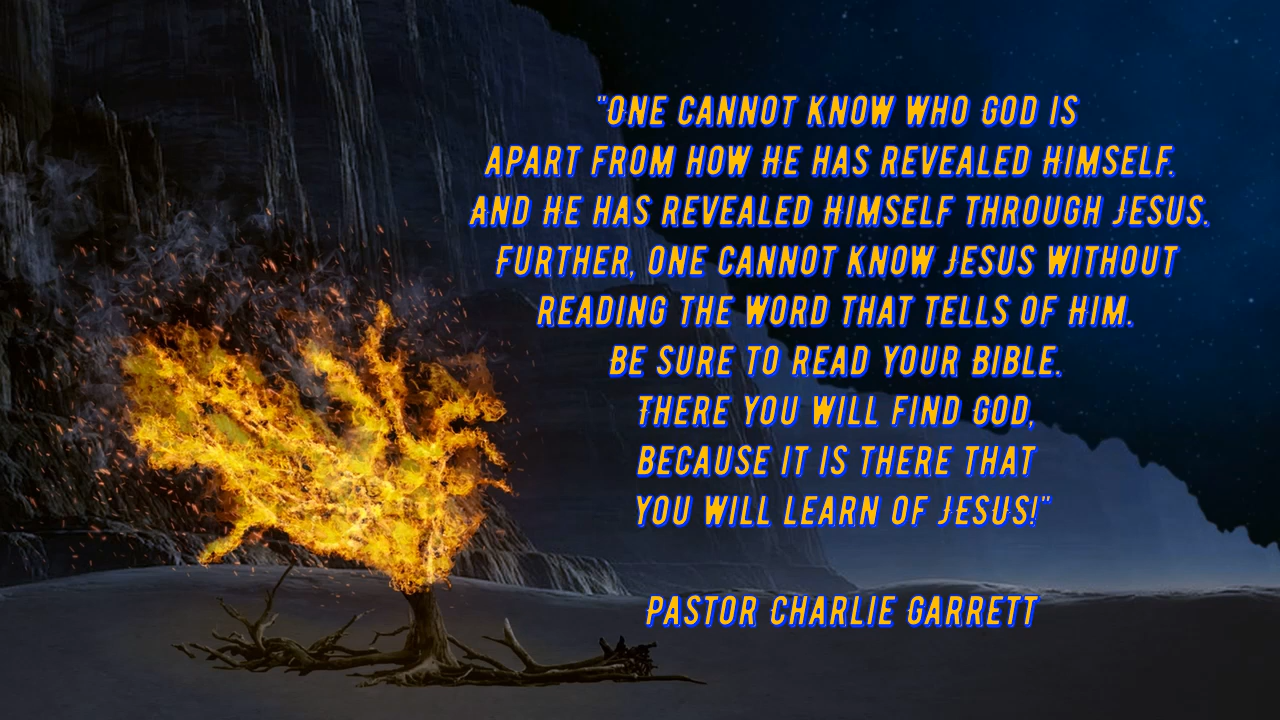 "One cannot know who God is
apart from how He has revealed Himself.
And He has revealed Himself through Jesus.
Further, one cannot know Jesus without
reading the word that tells of Him.
Be sure to read your Bible.
There you will find God,
because it is there that
you will learn of Jesus!"
Pastor Charlie Garrett